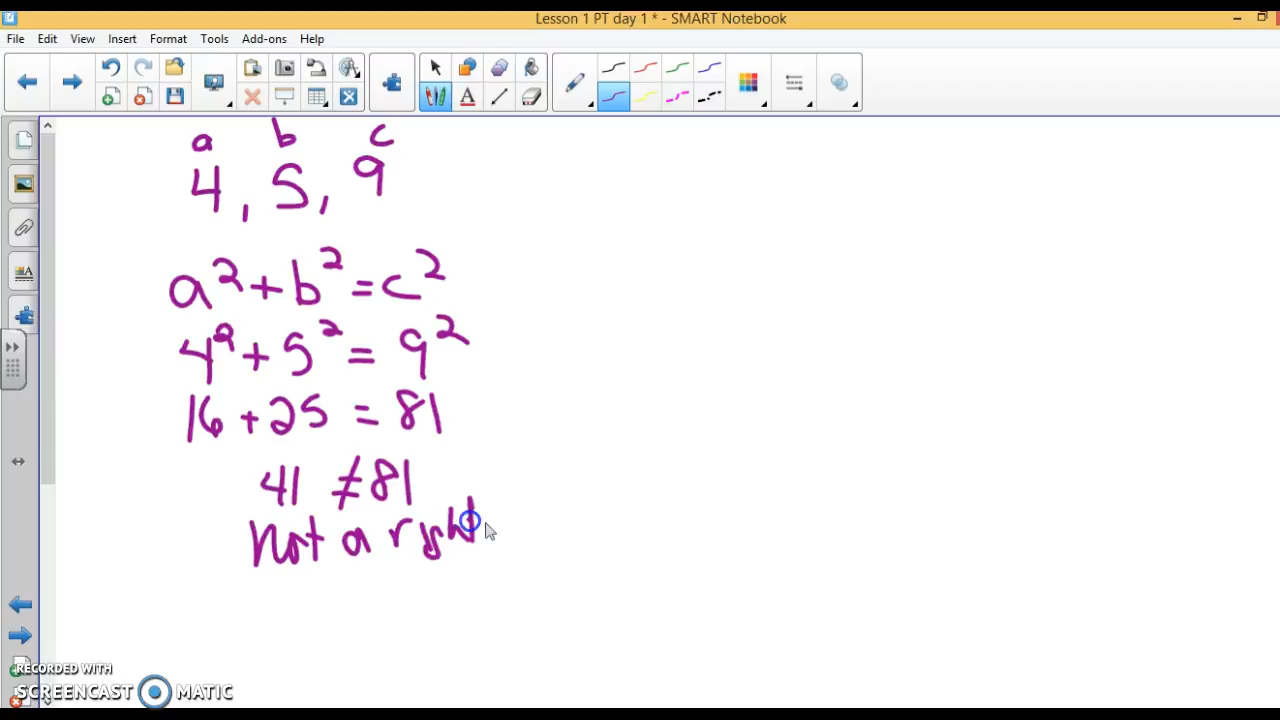 Lesson 1 PT day 1 * - SMART Notebook
File Edit View Insert Format Tools Add-ons Help
a b c
4, 5, 9
a² + b² = c²
4² + 5² = 9²
16 + 25 = 81
41 ≠ 81
not a right
RECORDED WITH
SCREENCAST MATIC